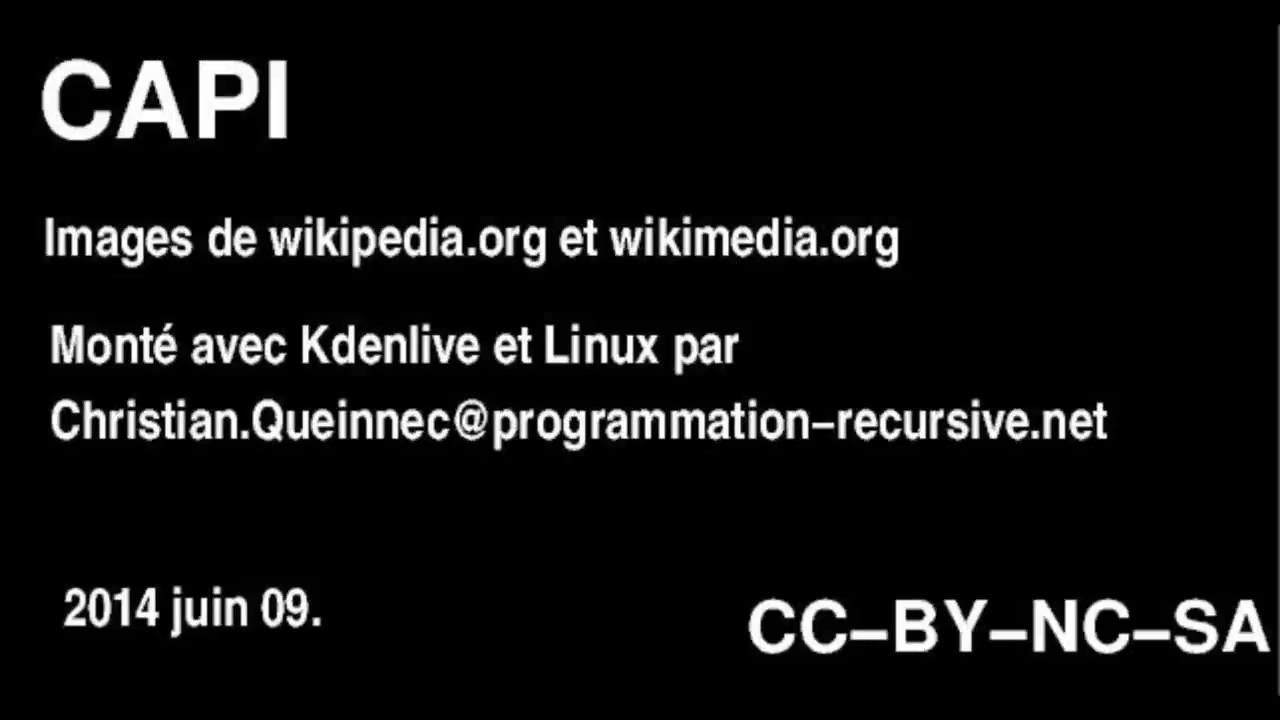 CAPI
Images de wikipedia.org et wikimedia.org
Monté avec Kdenlive et Linux par
Christian.Queinnec@programmation-recursive.net
2014 juin 09.
CC-BY-NC-SA